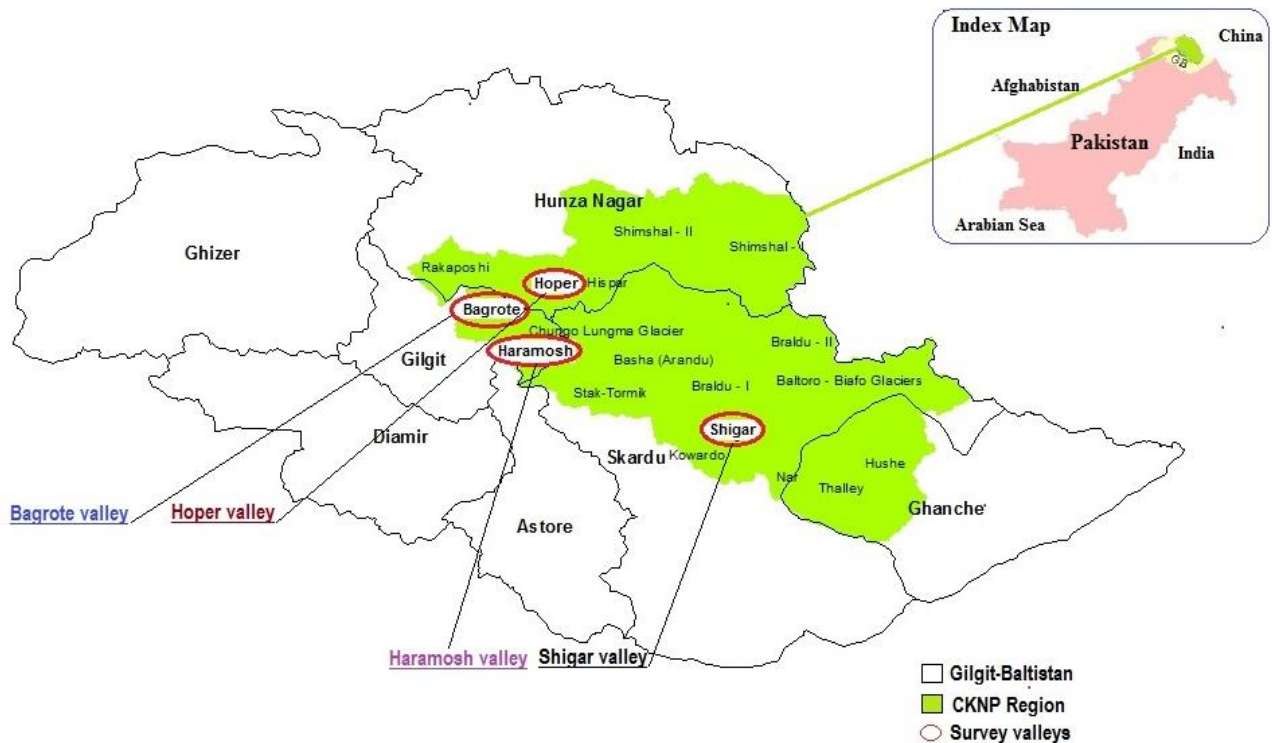 Index Map
China
GB
Afghabistan
Pakistan
India
Arabian Sea
Hunza Nagar
Shimshal - II
Shimshal -
Ghizer
Rakaposhi
Hoper
Hispar
Bagrote
Chungo Lungma Glacier
Braldu - II
Gilgit
Haramosh
Basha (Arandu)
Baltoro - Biafo Glaciers
Braldu - I
Stak-Tormik
Diamir
Shigar
Skardu
Kowardo
Hushe
Nar
Thalley
Ghanche
Bagrote valley
Hoper valley
Astore
Haramosh valley
Shigar valley
Gilgit-Baltistan
CKNP Region
Survey valleys